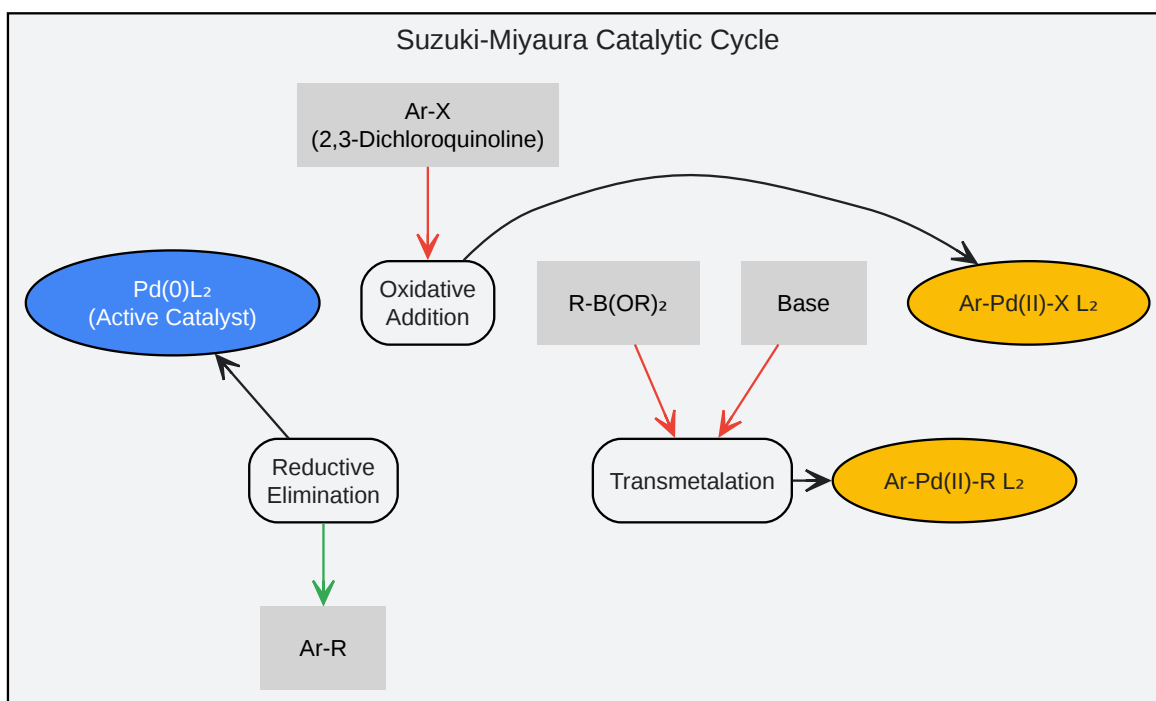 Suzuki-Miyaura Catalytic Cycle
Ar-X
(2,3-Dichloroquinoline)
Pd(0)L₂
(Active Catalyst)
Oxidative
Addition
R-B(OR)₂
Base
Ar-Pd(II)-X L₂
Reductive
Elimination
Transmetalation
Ar-Pd(II)-R L₂
Ar-R